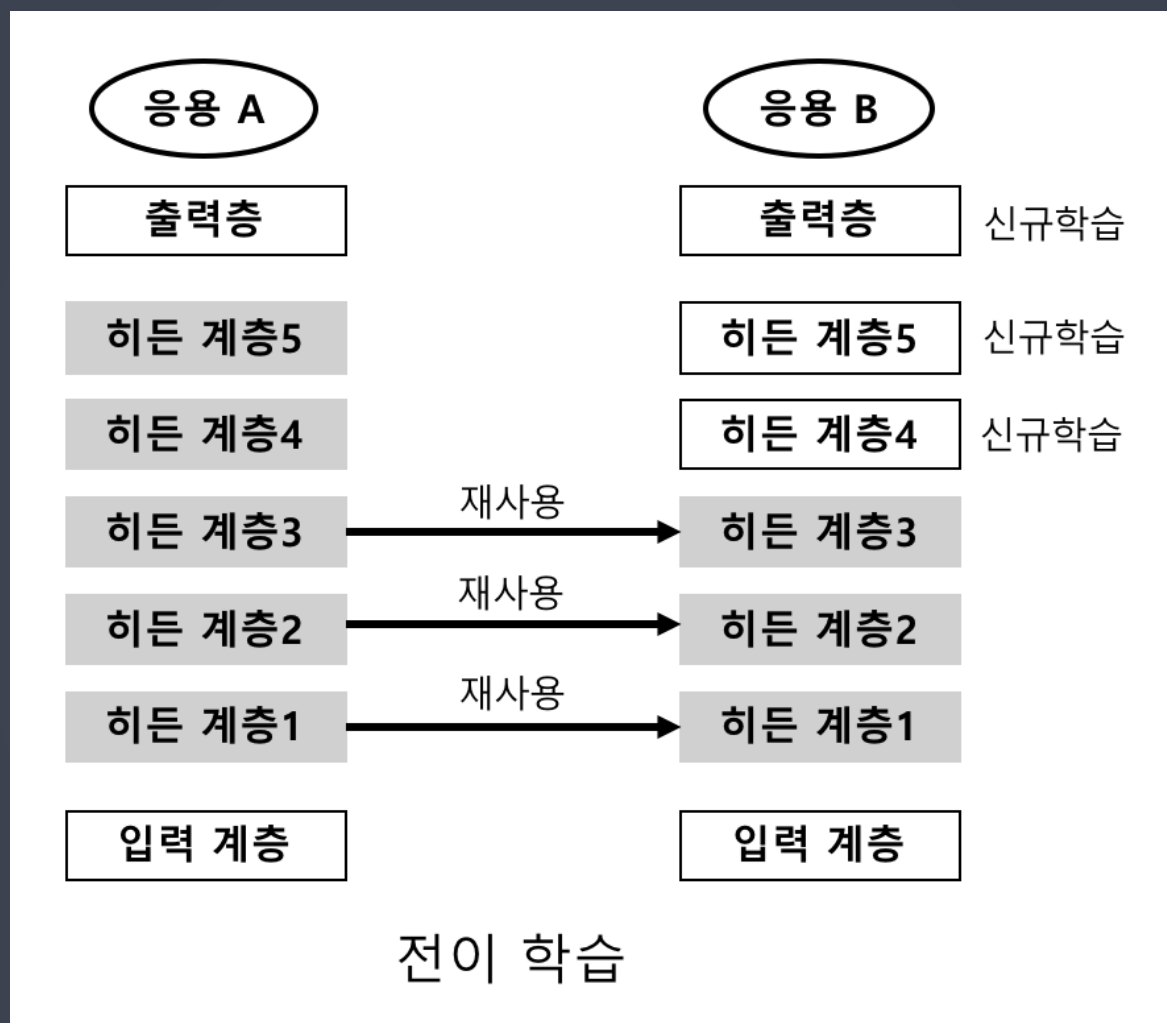 응용 A
응용 B
출력층
출력층
신규학습
히든 계층5
히든 계층5
신규학습
히든 계층4
히든 계층4
신규학습
재사용
히든 계층3
히든 계층3
재사용
히든 계층2
히든 계층2
재사용
히든 계층1
히든 계층1
입력 계층
입력 계층
전이 학습